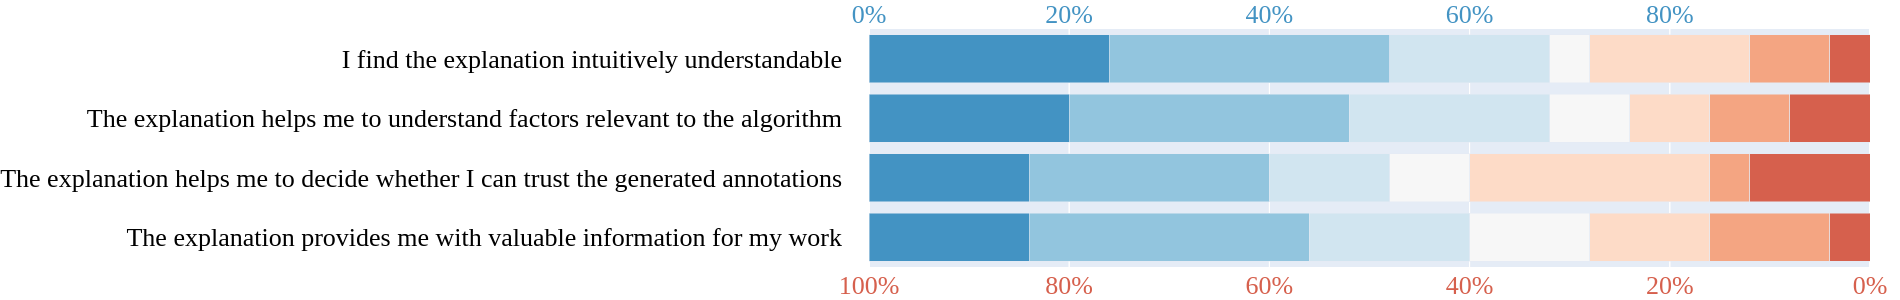 0% 20% 40% 60% 80%
I find the explanation intuitively understandable
The explanation helps me to understand factors relevant to the algorithm
The explanation helps me to decide whether I can trust the generated annotations
The explanation provides me with valuable information for my work
100% 80% 60% 40% 20% 0%